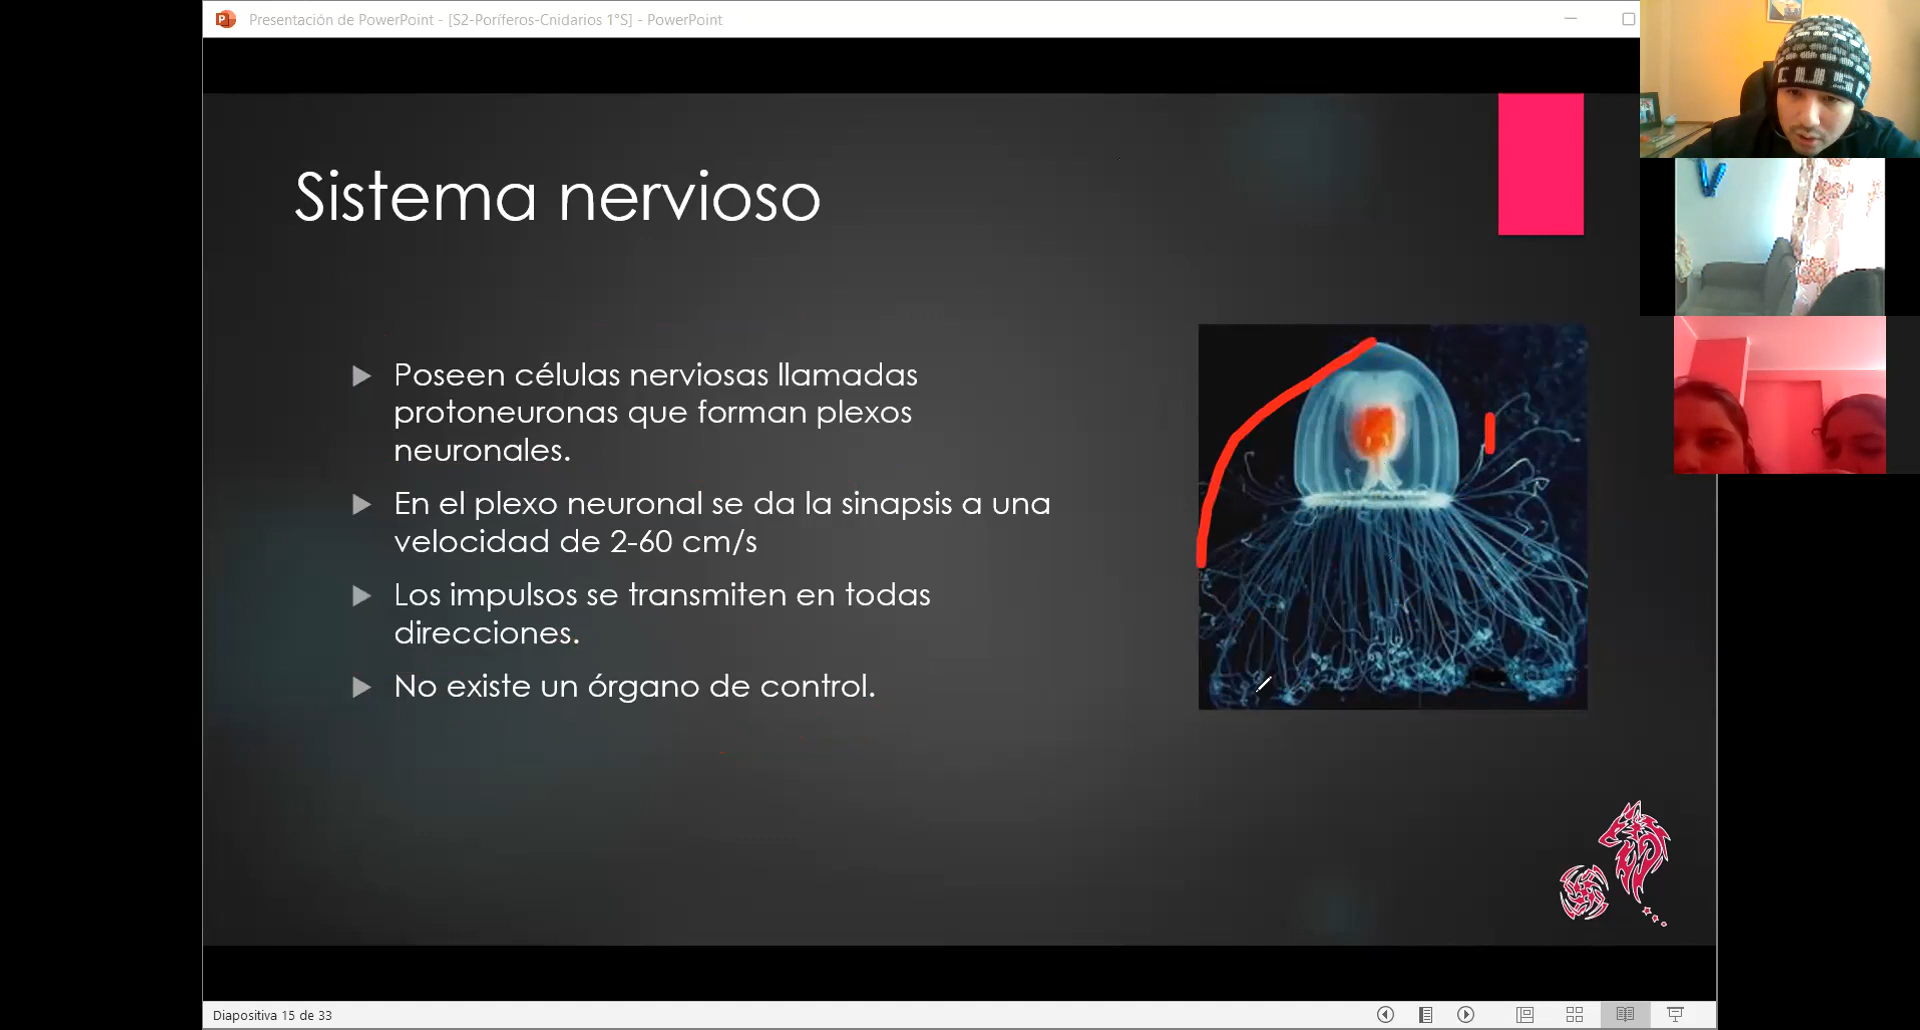 Presentación de PowerPoint - [S2-Poríferos-Cnidarios 1°S] - PowerPoint
Sistema nervioso
Poseen células nerviosas llamadas
protoneuronas que forman plexos
neuronales.
En el plexo neuronal se da la sinapsis a una
velocidad de 2-60 cm/s
Los impulsos se transmiten en todas
direcciones.
No existe un órgano de control.
Diapositiva 15 de 33